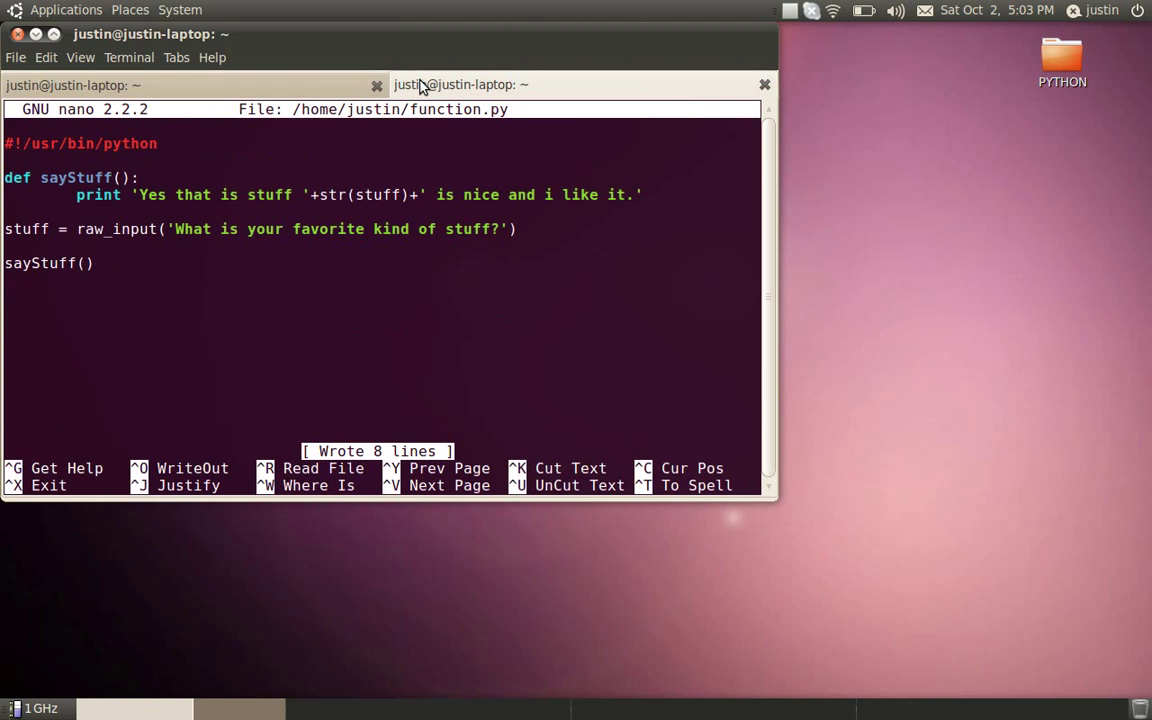 Applications Places System Sat Oct 2, 5:03 PM justin
justin@justin-laptop: ~
File Edit View Terminal Tabs Help
justin@justin-laptop: ~ justin@justin-laptop: ~
GNU nano 2.2.2 File: /home/justin/function.py
#!/usr/bin/python
def sayStuff():
print 'Yes that is stuff '+str(stuff)+' is nice and i like it.'
stuff = raw_input('What is your favorite kind of stuff?')
sayStuff()
[ Wrote 8 lines ]
^G Get Help ^O WriteOut ^R Read File ^Y Prev Page ^K Cut Text ^C Cur Pos
^X Exit ^J Justify ^W Where Is ^V Next Page ^U UnCut Text ^T To Spell
PYTHON
1 GHz